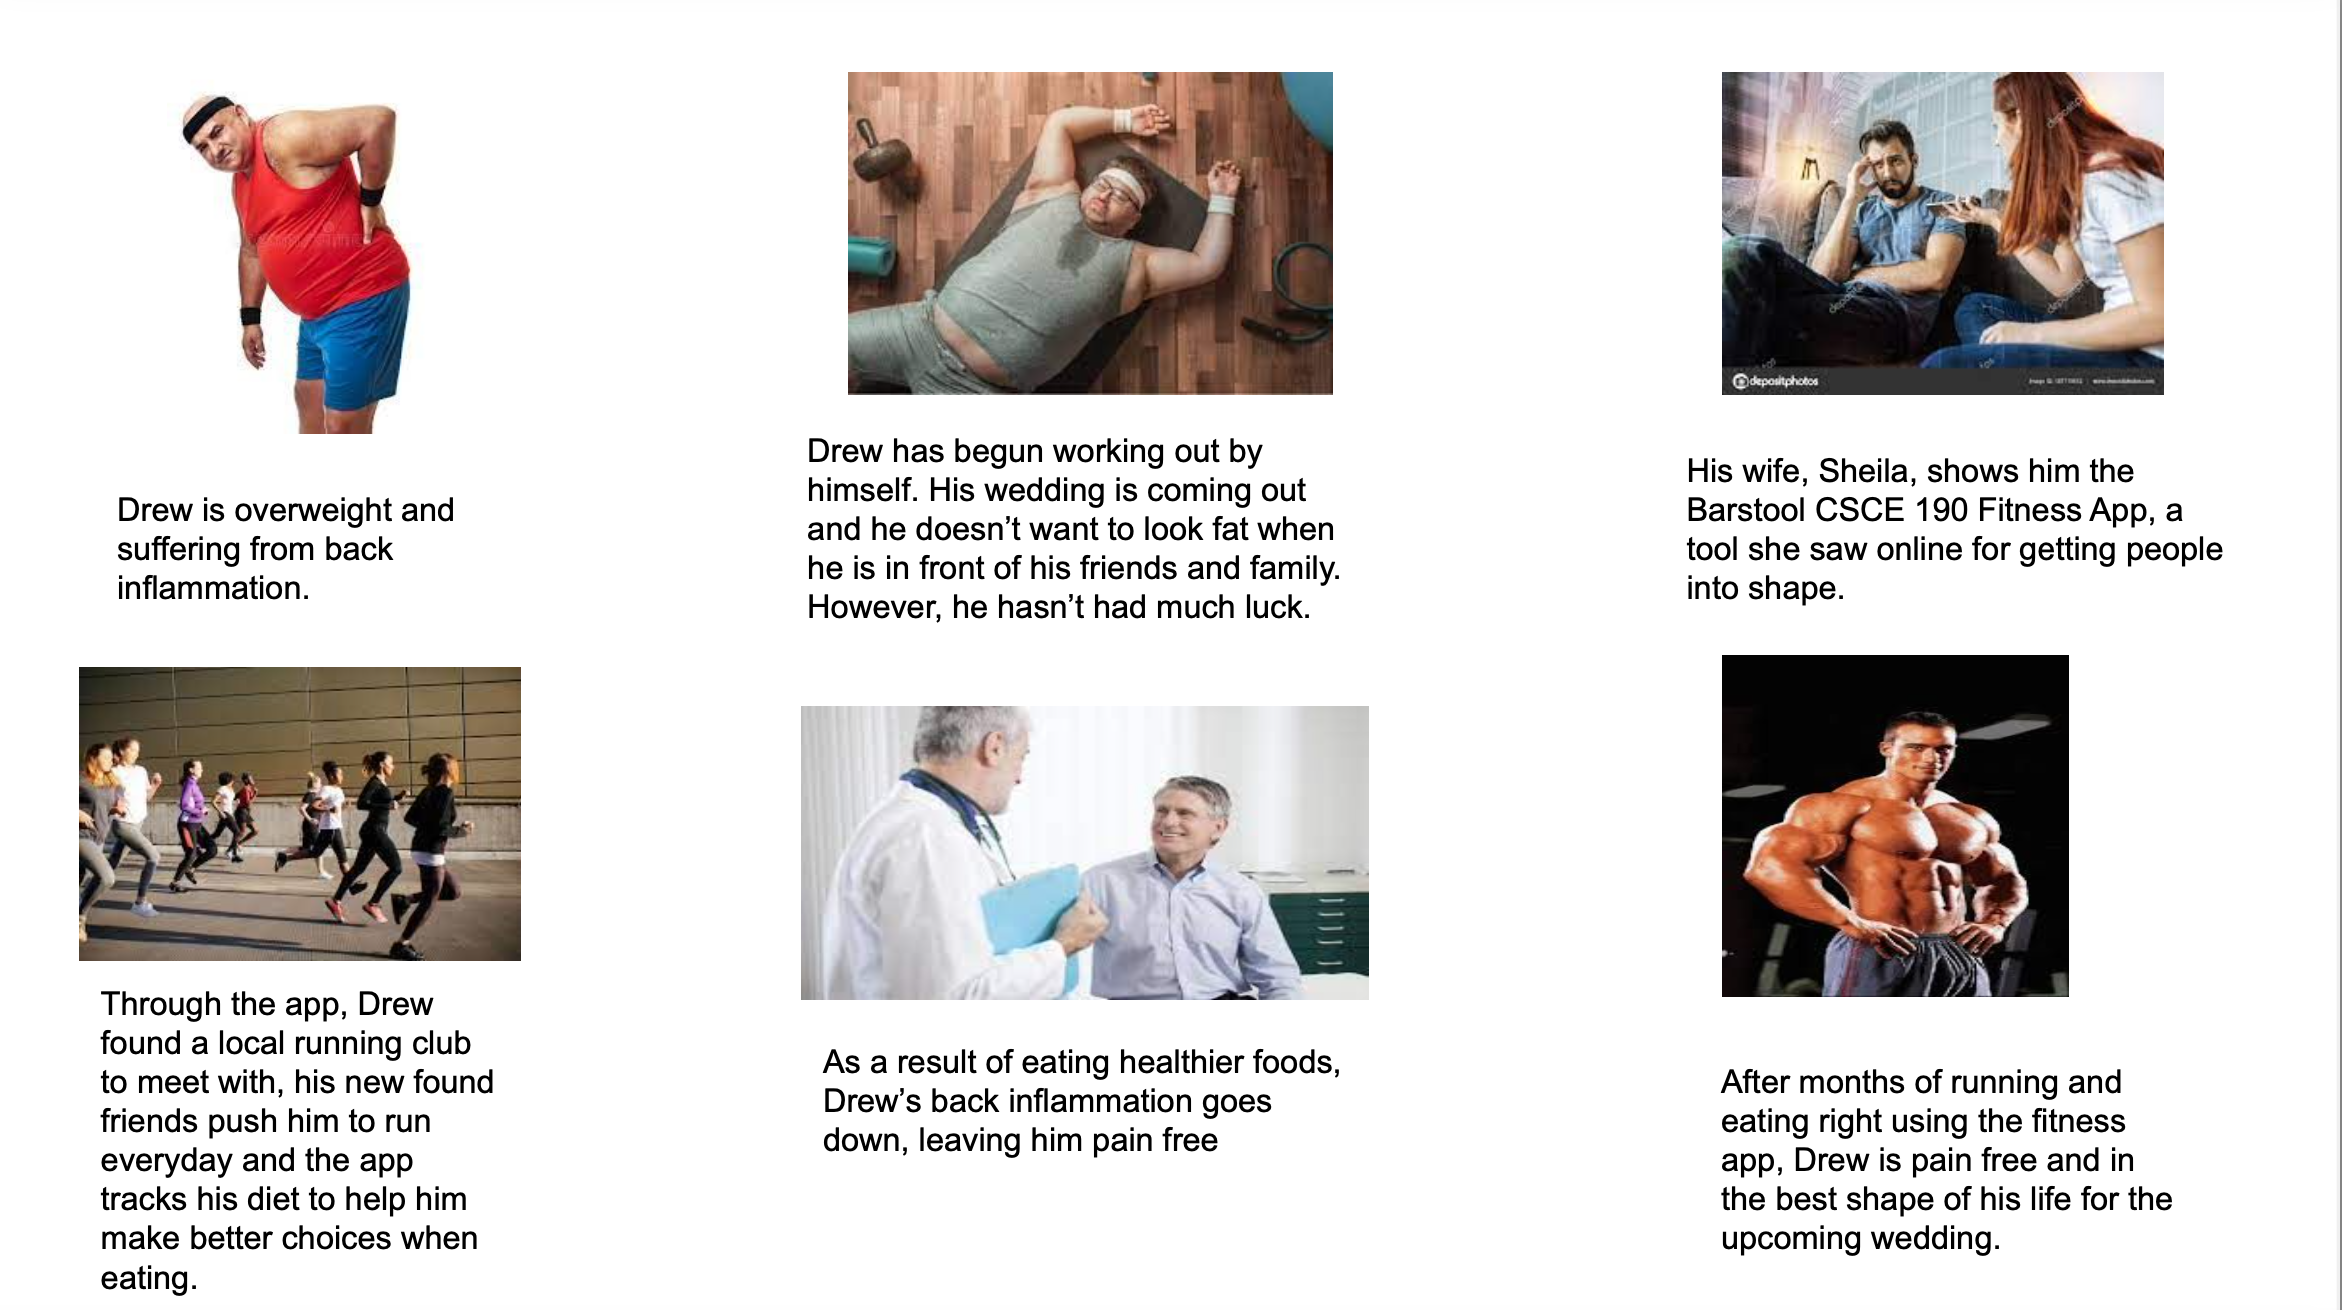 depositphotos
Drew is overweight and
suffering from back
inflammation.
Drew has begun working out by
himself. His wedding is coming out
and he doesn’t want to look fat when
he is in front of his friends and family.
However, he hasn’t had much luck.
His wife, Sheila, shows him the
Barstool CSCE 190 Fitness App, a
tool she saw online for getting people
into shape.
Through the app, Drew
found a local running club
to meet with, his new found
friends push him to run
everyday and the app
tracks his diet to help him
make better choices when
eating.
As a result of eating healthier foods,
Drew’s back inflammation goes
down, leaving him pain free
After months of running and
eating right using the fitness
app, Drew is pain free and in
the best shape of his life for the
upcoming wedding.